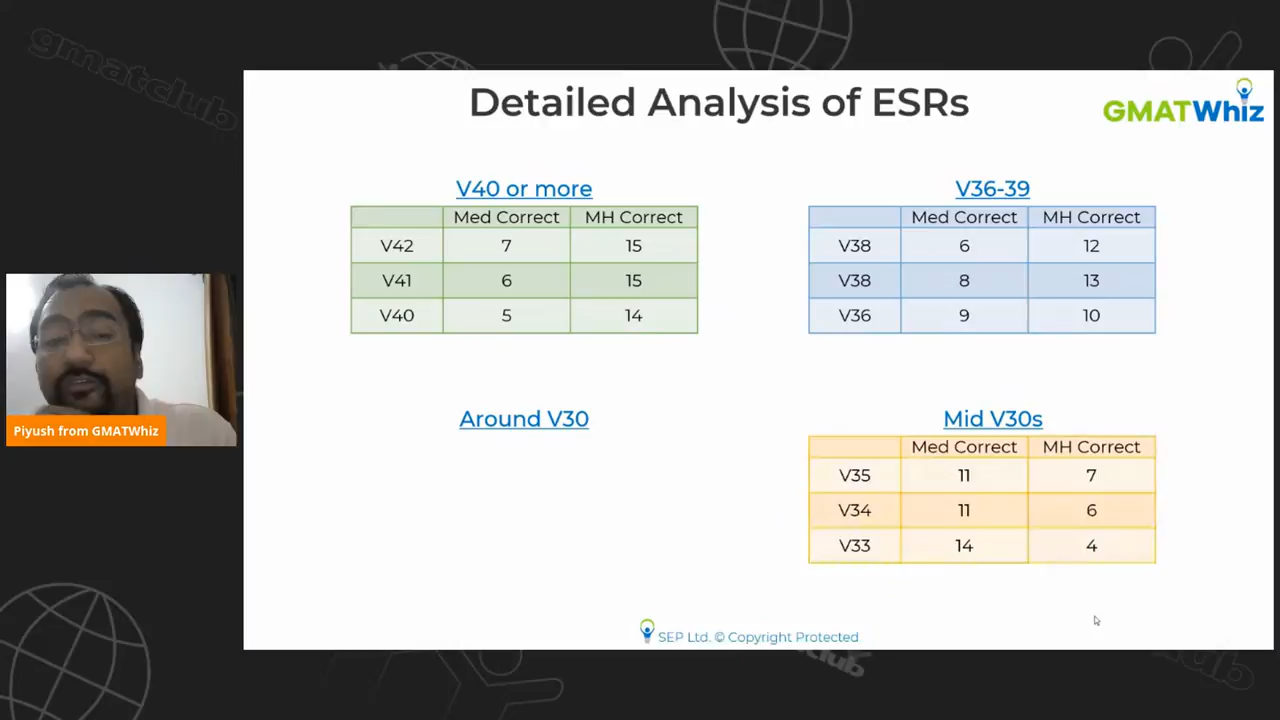 gmatclub
Detailed Analysis of ESRs
GMATWhiz
V40 or more
Med Correct MH Correct
V42 7 15
V41 6 15
V40 5 14
V36-39
Med Correct MH Correct
V38 6 12
V38 8 13
V36 9 10
Piyush from GMATWhiz
Around V30
Mid V30s
Med Correct MH Correct
V35 11 7
V34 11 6
V33 14 4
SEP Ltd. © Copyright Protected
club